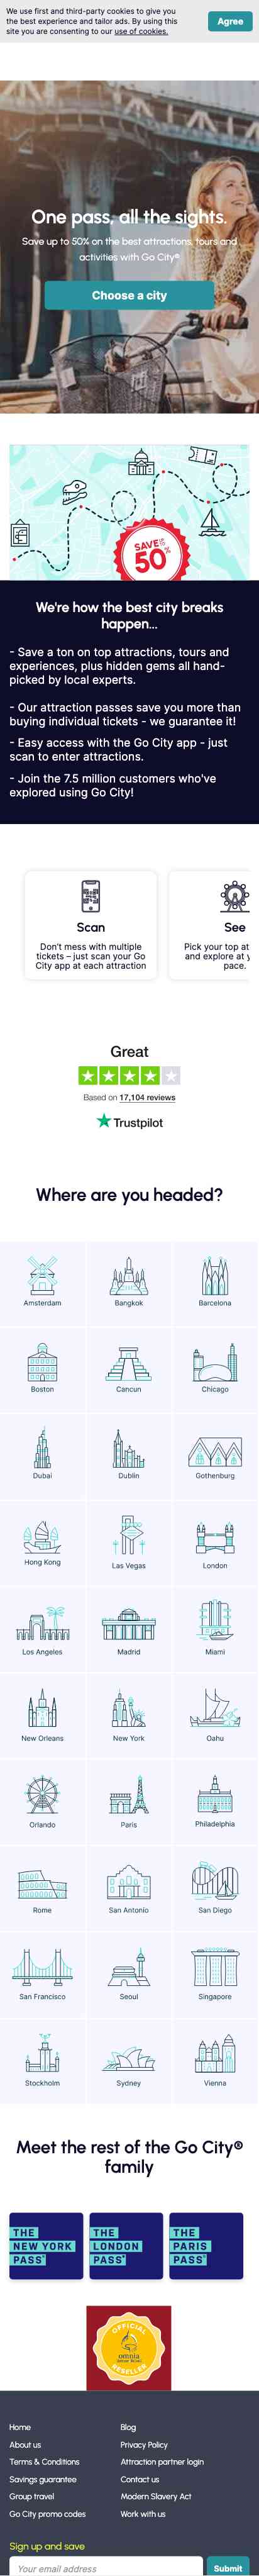 We use first and third-party cookies to give you
the best experience and tailor ads. By using this
site you are consenting to our use of cookies.
Agree
One pass, all the sights.
Save up to 50% on the best attractions, tours and
activities with Go City®
Choose a city
SAVE UP TO
50%
We're how the best city breaks
happen...
- Save a ton on top attractions, tours and
experiences, plus hidden gems all hand-
picked by local experts.
- Our attraction passes save you more than
buying individual tickets - we guarantee it!
- Easy access with the Go City app - just
scan to enter attractions.
- Join the 7.5 million customers who've
explored using Go City!
Scan
Don't mess with multiple
tickets – just scan your Go
City app at each attraction
See
Pick your top at
and explore at y
pace.
Great
Based on 17,104 reviews
Trustpilot
Where are you headed?
Amsterdam
Bangkok
Barcelona
Boston
Cancun
Chicago
Dubai
Dublin
Gothenburg
Hong Kong
Las Vegas
London
Los Angeles
Madrid
Miami
New Orleans
New York
Oahu
Orlando
Paris
Philadelphia
Rome
San Antonio
San Diego
San Francisco
Seoul
Singapore
Stockholm
Sydney
Vienna
Meet the rest of the Go City®
family
THE
NEW YORK
PASS®
THE
LONDON
PASS®
THE
PARIS
PASS®
OFFICIAL
omnia
RESELLER
Home
Blog
About us
Privacy Policy
Terms & Conditions
Attraction partner login
Savings guarantee
Contact us
Group travel
Modern Slavery Act
Go City promo codes
Work with us
Sign up and save
Your email address
Submit